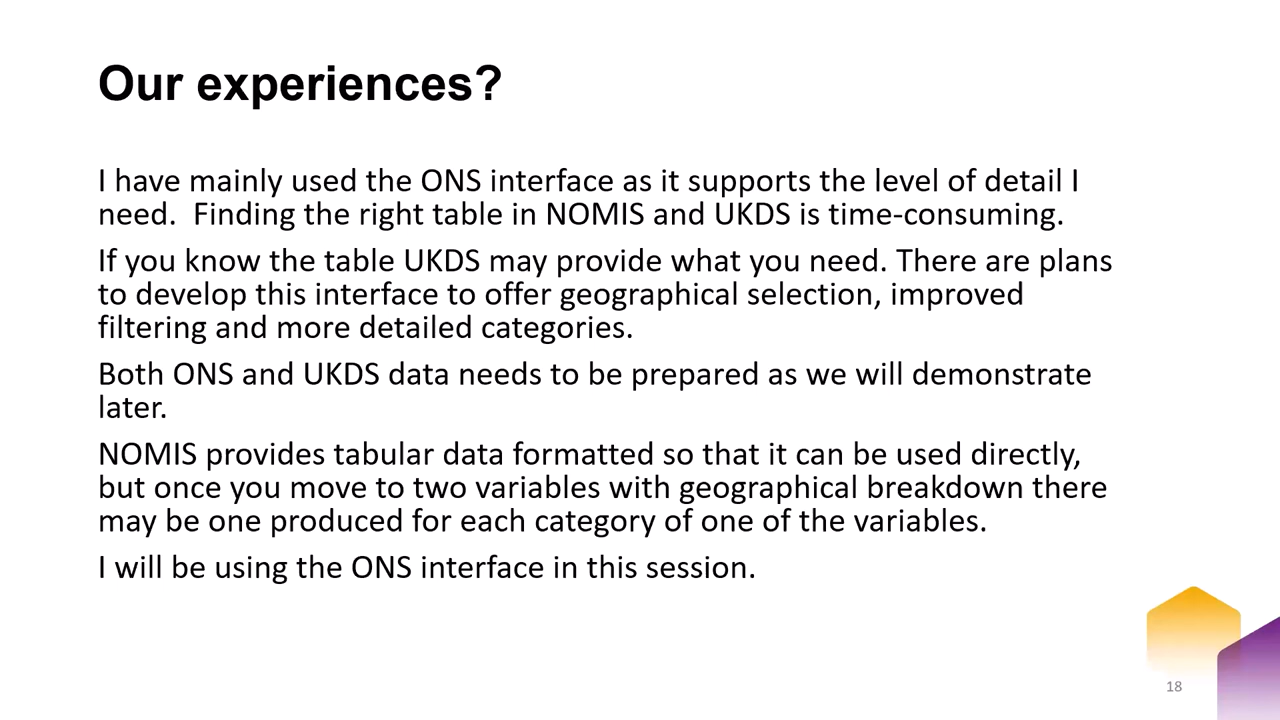 Our experiences?
I have mainly used the ONS interface as it supports the level of detail I
need.  Finding the right table in NOMIS and UKDS is time-consuming.
If you know the table UKDS may provide what you need. There are plans
to develop this interface to offer geographical selection, improved
filtering and more detailed categories.
Both ONS and UKDS data needs to be prepared as we will demonstrate
later.
NOMIS provides tabular data formatted so that it can be used directly,
but once you move to two variables with geographical breakdown there
may be one produced for each category of one of the variables.
I will be using the ONS interface in this session.
18